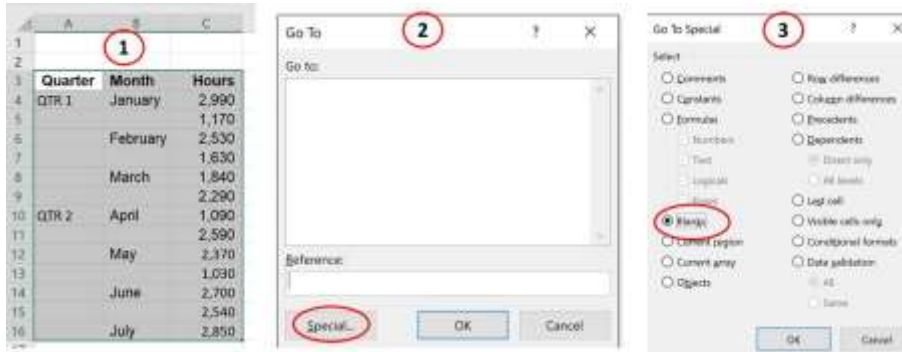 A B C
1
1
2
3 Quarter Month Hours
4 QTR 1 January 2,990
5 1,170
6 February 2,530
7 1,630
8 March 1,840
9 2,290
10 QTR 2 April 1,090
11 2,590
12 May 2,370
13 1,030
14 June 2,700
15 2,540
16 July 2,850
Go To 2 ? ×
Go to:
Reference:
Special... OK Cancel
Go To Special 3 ? ×
Select
Comments Row differences
Constants Column differences
Formulas Precedents
Numbers Dependents
Text Direct only
Logicals All levels
Last cell
Blanks Visible cells only
Current region Conditional formats
Current array Data validation
Objects All
Same
OK Cancel